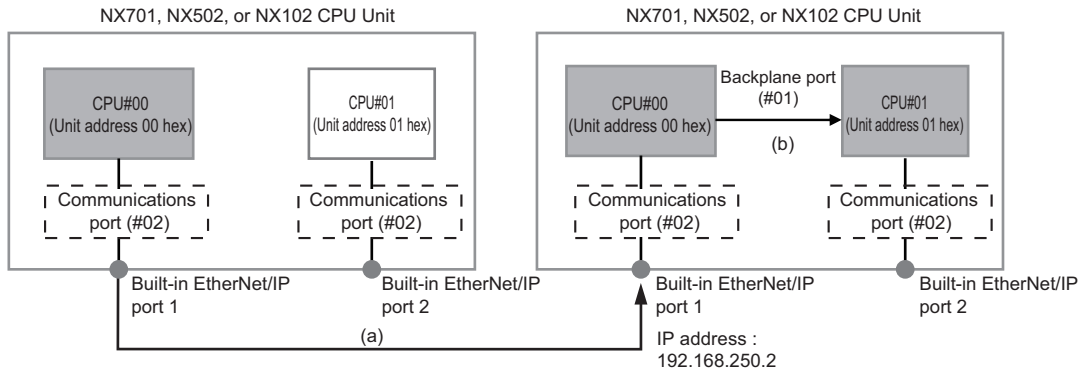 NX701, NX502, or NX102 CPU Unit
CPU#00
(Unit address 00 hex)
CPU#01
(Unit address 01 hex)
Communications
port (#02)
Communications
port (#02)
Built-in EtherNet/IP
port 1
Built-in EtherNet/IP
port 2
(a)
NX701, NX502, or NX102 CPU Unit
CPU#00
(Unit address 00 hex)
Backplane port
(#01)
(b)
CPU#01
(Unit address 01 hex)
Communications
port (#02)
Communications
port (#02)
Built-in EtherNet/IP
port 1
Built-in EtherNet/IP
port 2
IP address :
192.168.250.2